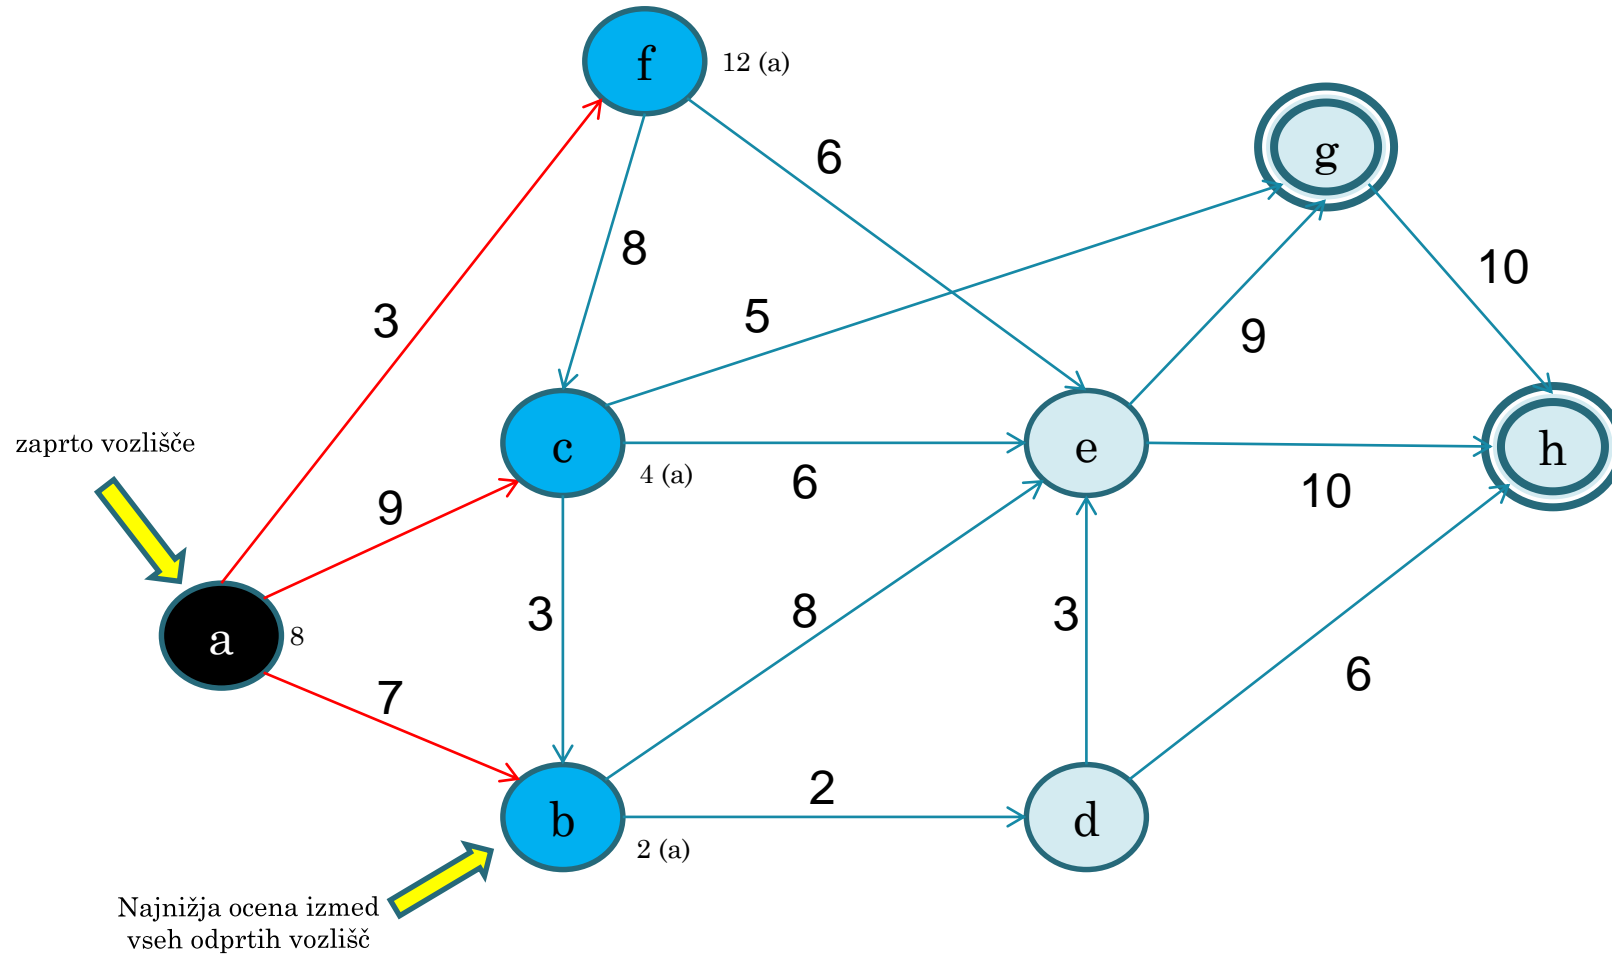 f
12 (a)
g
6
8
10
5
3
9
zaprto vozlišče
c
e
h
4 (a)
6
10
9
3
8
3
a
8
6
7
2
b
d
2 (a)
Najnižja ocena izmed
vseh odprtih vozlišč